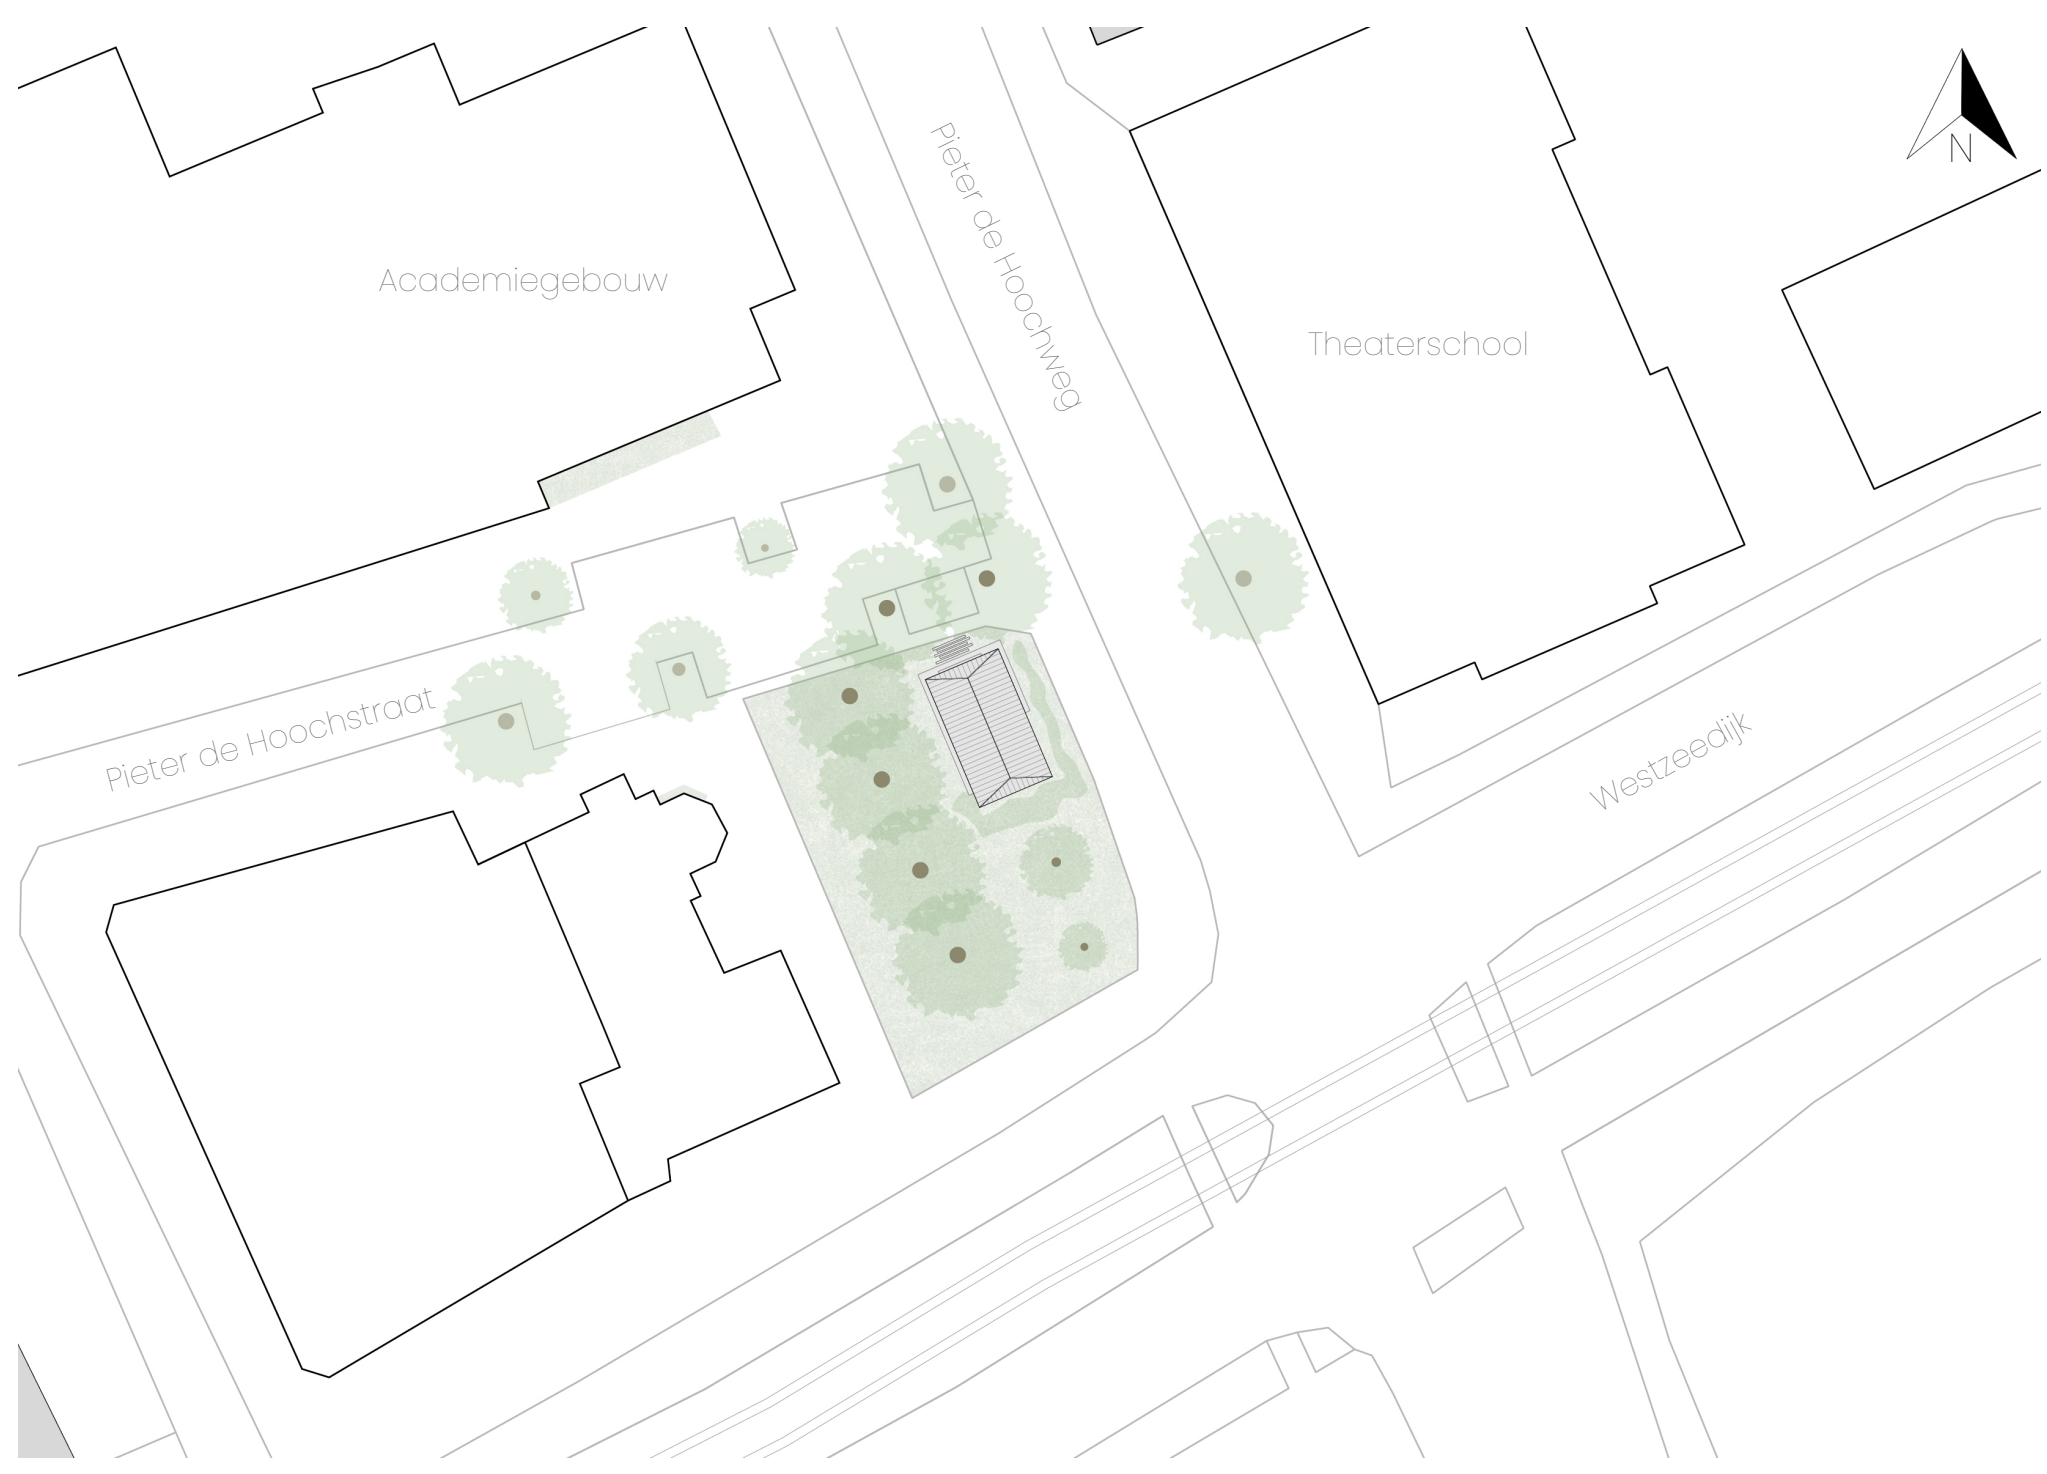 N
Pieter de Hoochweg
Academiegebouw
Theaterschool
Pieter de Hoochstraat
Westzeedijk